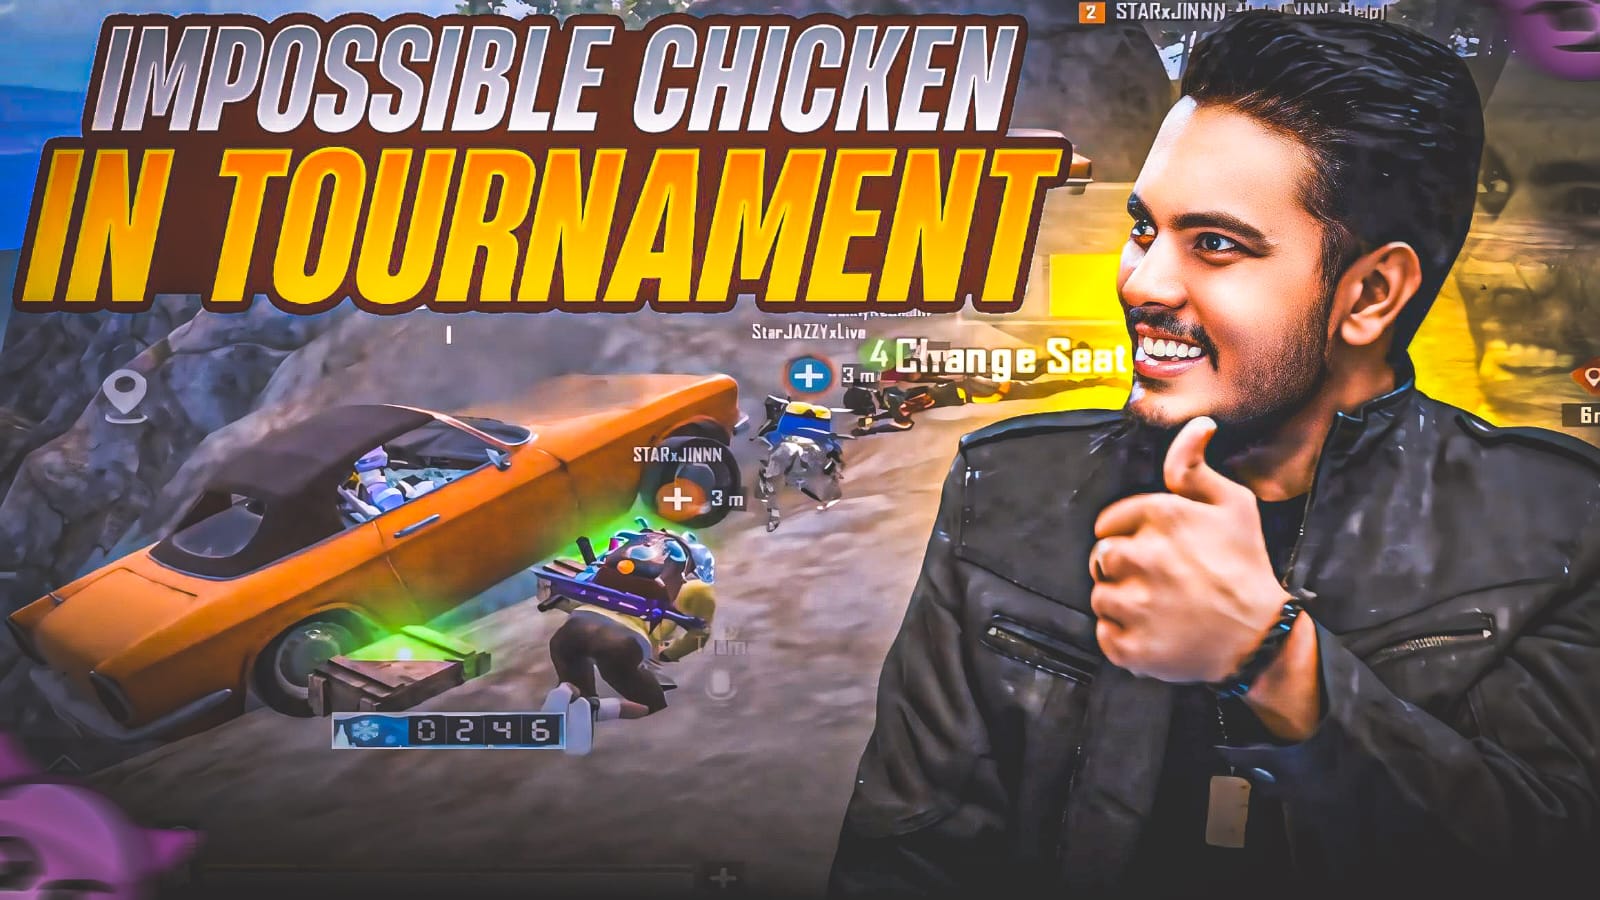 IMPOSSIBLE CHICKEN
IN TOURNAMENT
2 STARxJINNN
StarJAZZYxLive
3 m
4 Change Seat
STARxJINNN
3 m
0246